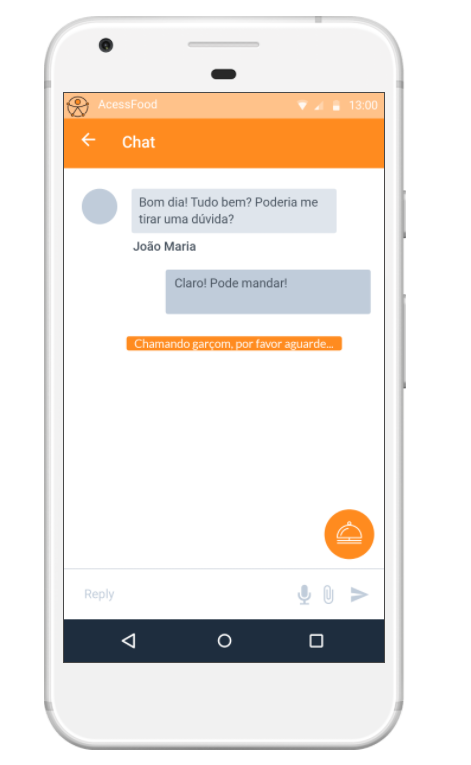 AcessFood 13:00
Chat
Bom dia! Tudo bem? Poderia me
tirar uma dúvida?
João Maria
Claro! Pode mandar!
Chamando garçom, por favor aguarde...
Reply